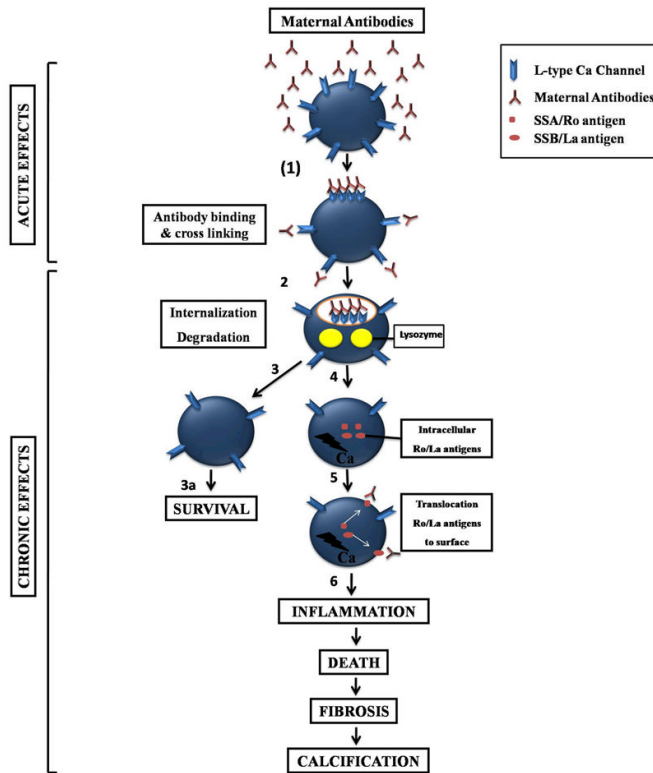 Maternal Antibodies
L-type Ca Channel
Maternal Antibodies
SSA/Ro antigen
SSB/La antigen
ACUTE EFFECTS
(1)
Antibody binding
& cross linking
2
Internalization
Degradation
Lysozyme
3
4
Intracellular
Ro/La antigens
Ca
3a
5
SURVIVAL
Translocation
Ro/La antigens
to surface
Ca
CHRONIC EFFECTS
6
INFLAMMATION
DEATH
FIBROSIS
CALCIFICATION